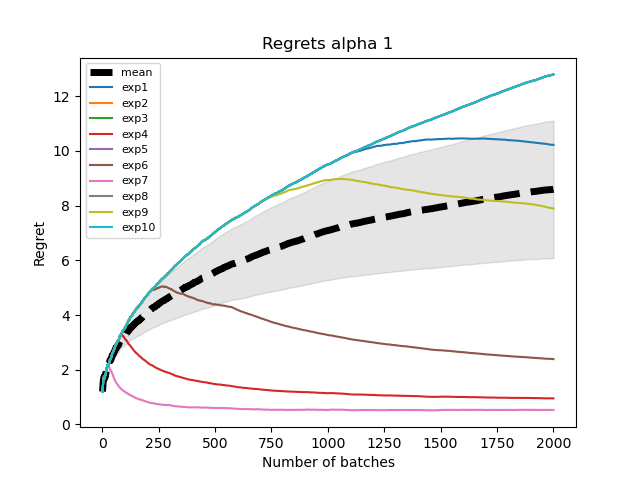 Regrets alpha 1
mean
exp1
exp2
exp3
exp4
exp5
exp6
exp7
exp8
exp9
exp10
12
10
8
6
4
2
0
Regret
0 250 500 750 1000 1250 1500 1750 2000
Number of batches